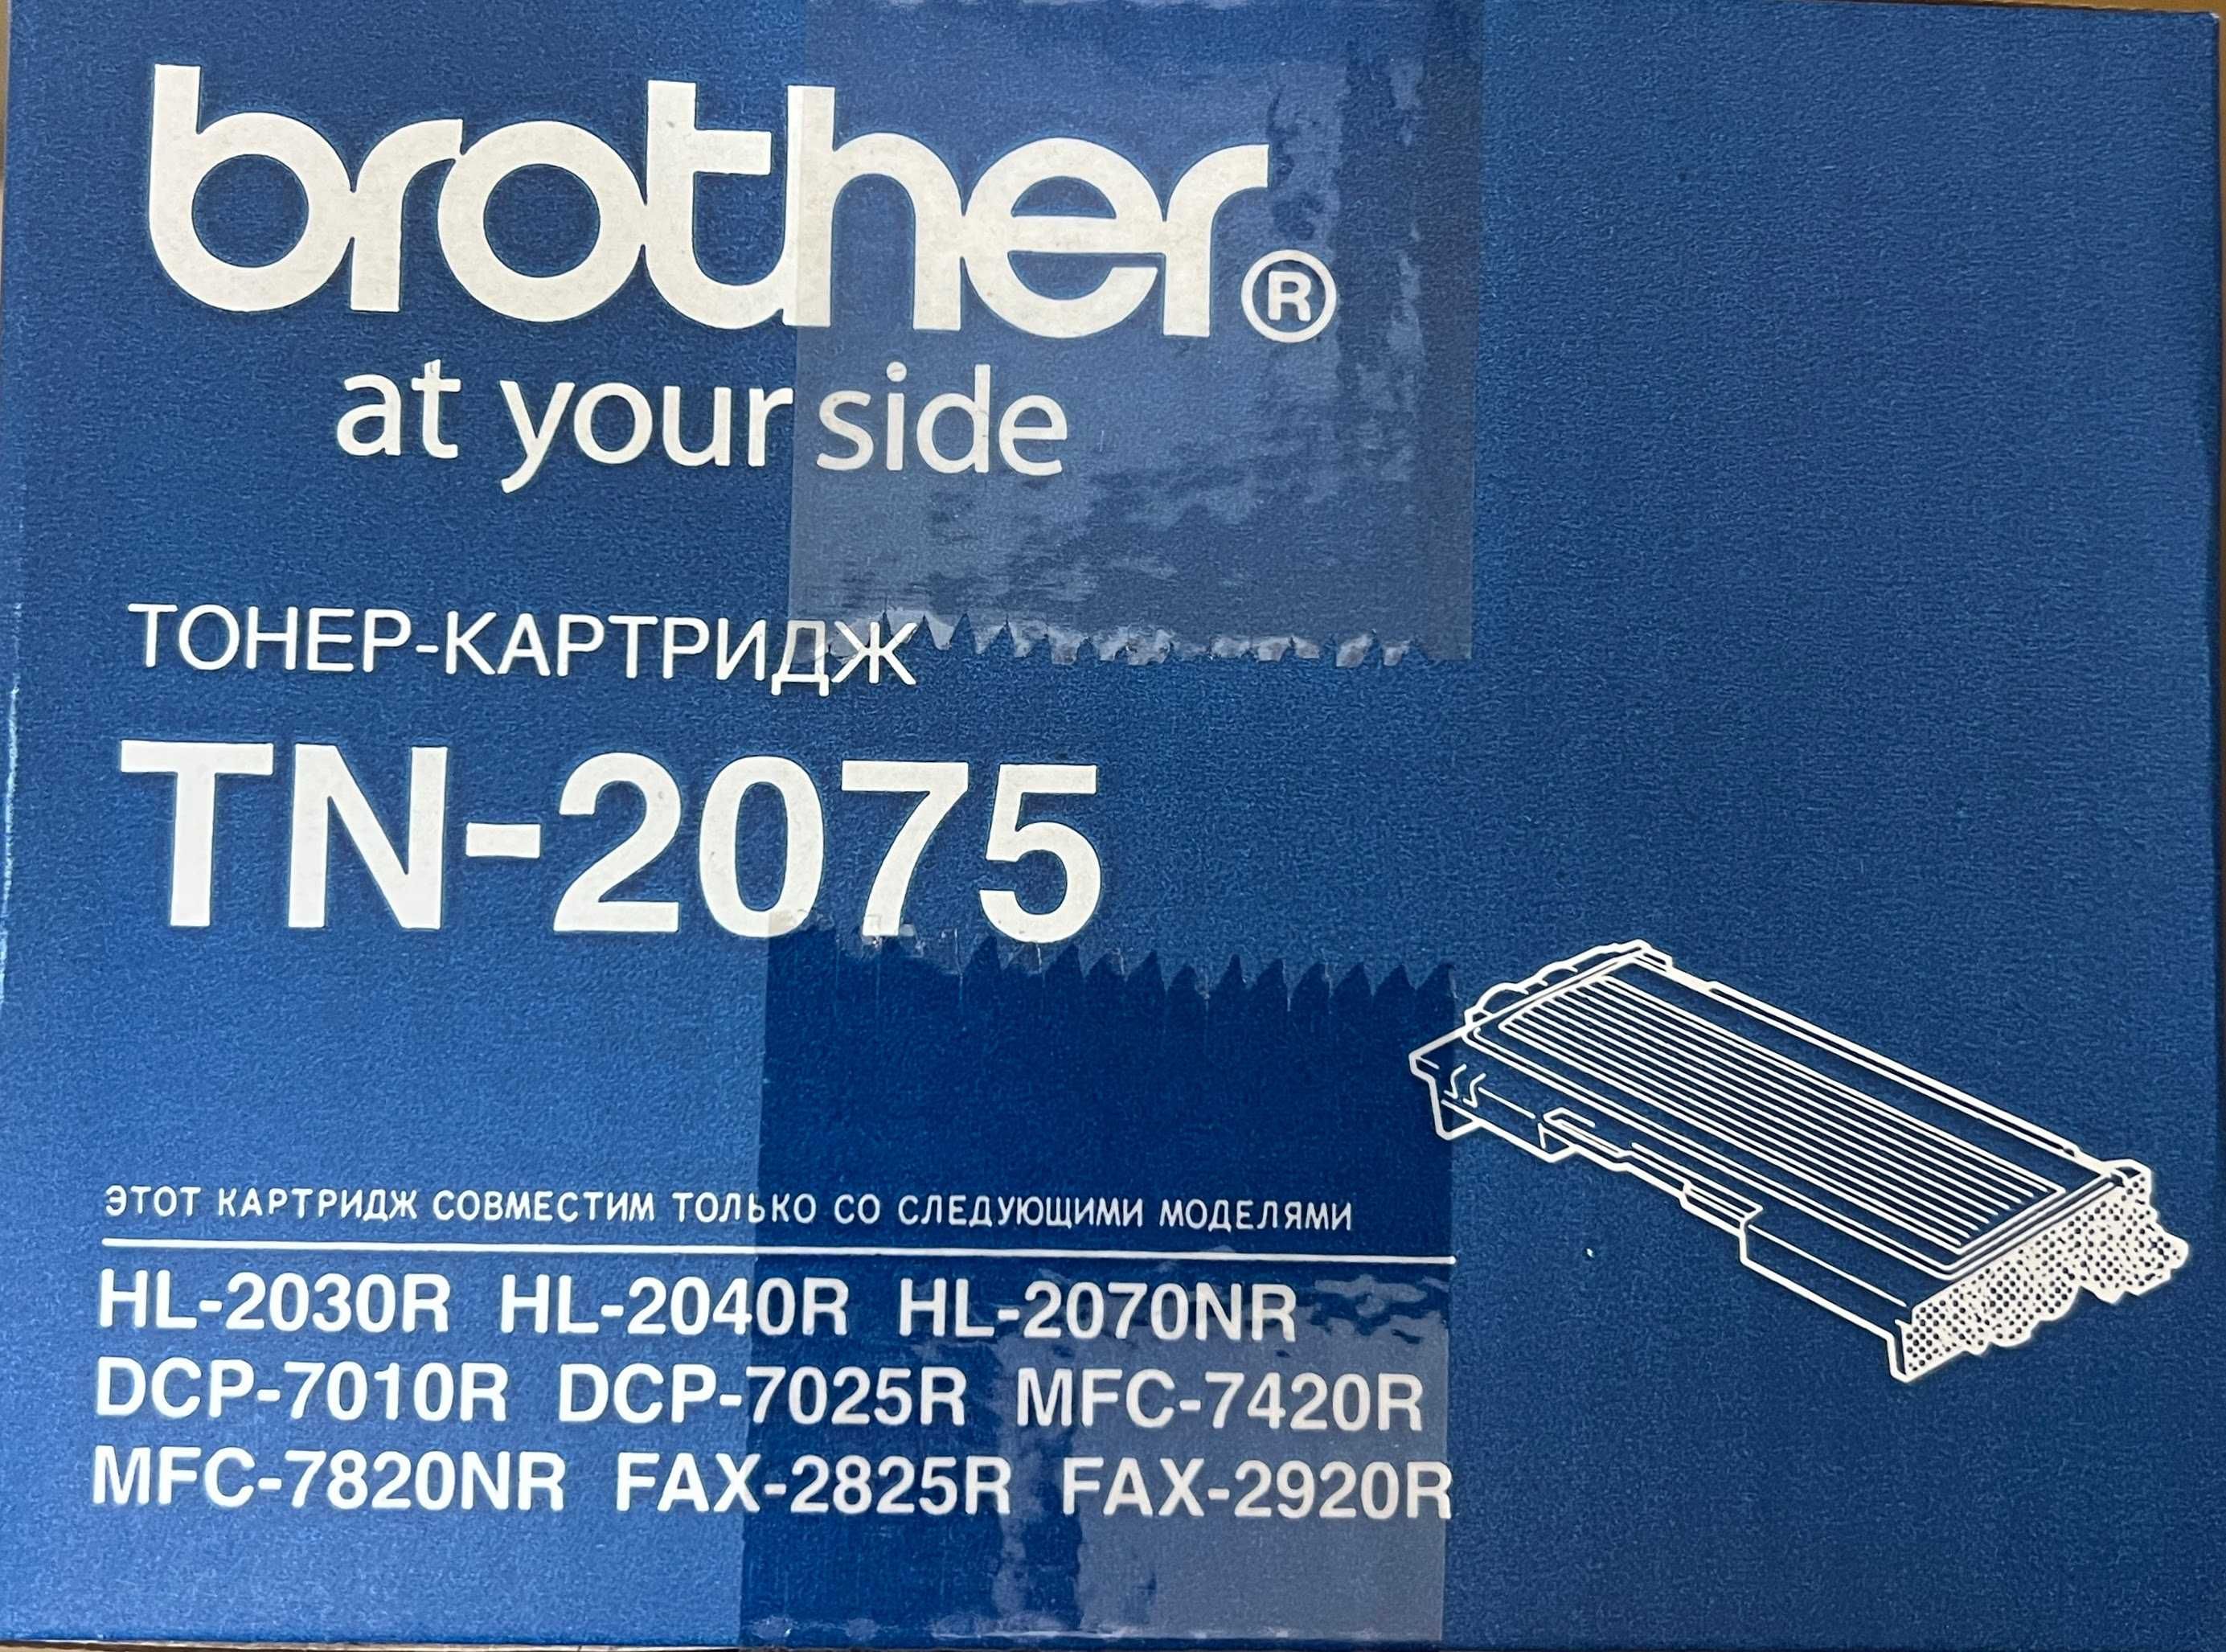 brother®
at your side
ТОНЕР-КАРТРИДЖ
TN-2075
ЭТОТ КАРТРИДЖ СОВМЕСТИМ ТОЛЬКО СО СЛЕДУЮЩИМИ МОДЕЛЯМИ
HL-2030R HL-2040R HL-2070NR
DCP-7010R DCP-7025R MFC-7420R
MFC-7820NR FAX-2825R FAX-2920R